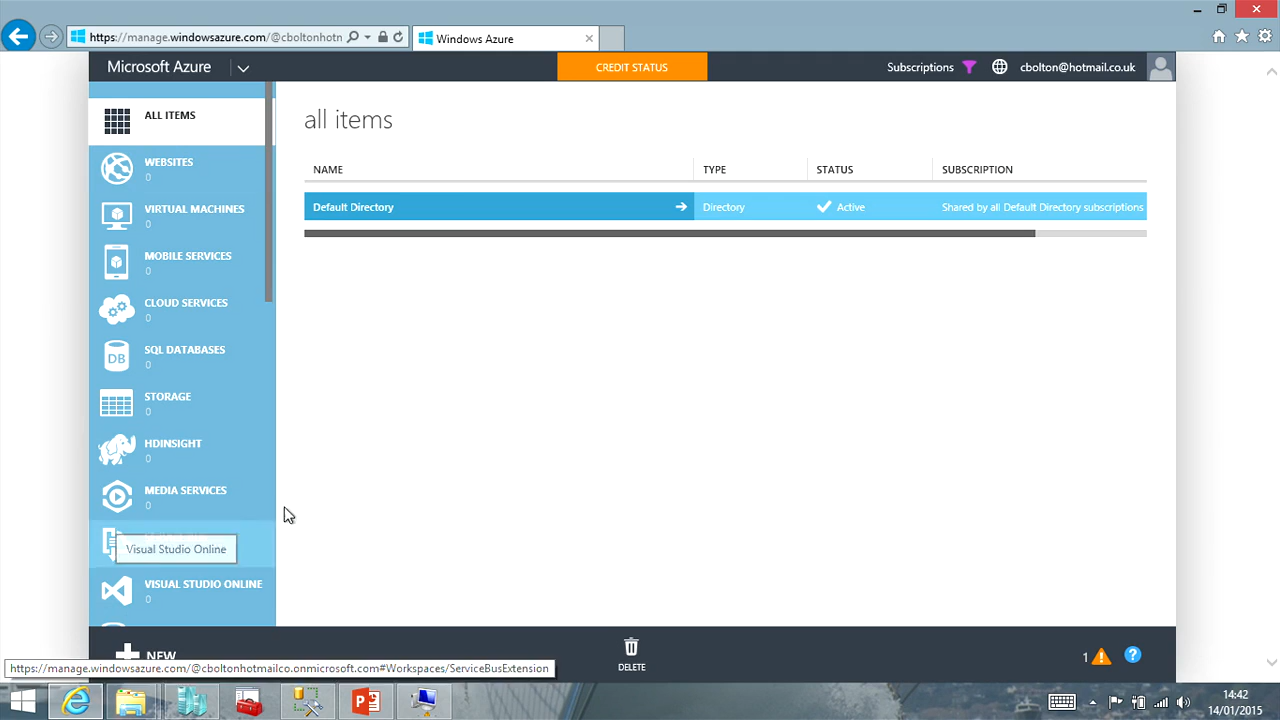 https://manage.windowsazure.com/@cboltonhotn
Windows Azure
Microsoft Azure
CREDIT STATUS
Subscriptions
cbolton@hotmail.co.uk
ALL ITEMS
WEBSITES
0
VIRTUAL MACHINES
0
MOBILE SERVICES
0
CLOUD SERVICES
0
SQL DATABASES
0
DB
STORAGE
0
HDINSIGHT
0
MEDIA SERVICES
0
Visual Studio Online
VISUAL STUDIO ONLINE
0
all items
NAME TYPE STATUS SUBSCRIPTION
Default Directory Directory Active Shared by all Default Directory subscriptions
NEW
DELETE
1
https://manage.windowsazure.com/@cboltonhotmailco.onmicrosoft.com#Workspaces/ServiceBusExtension
14:42
14/01/2015